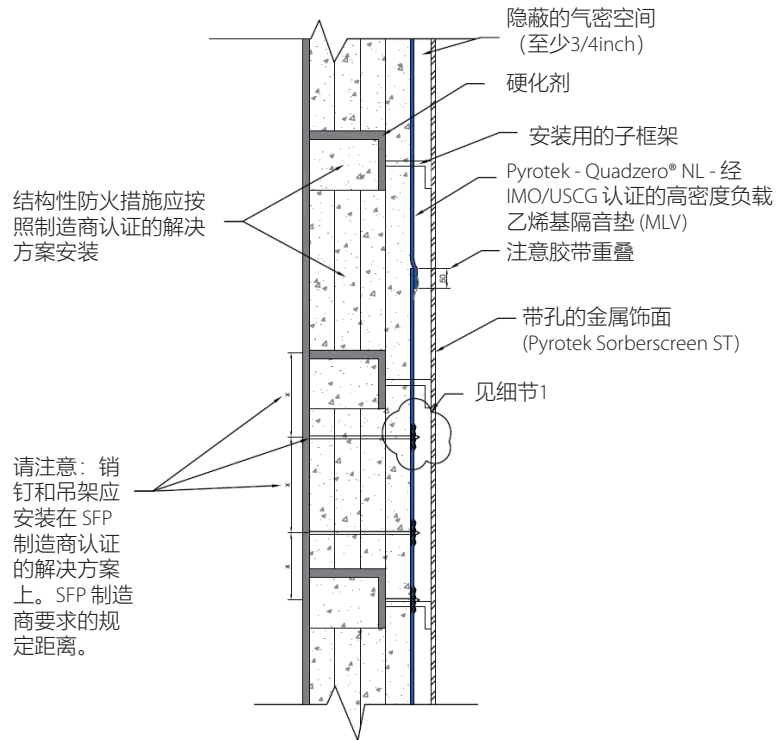 隐蔽的气密空间
（至少3/4inch）
硬化剂
安装用的子框架
Pyrotek - Quadzero® NL - 经
IMO/USCG 认证的高密度负载
乙烯基隔音垫 (MLV)
注意胶带重叠
50
带孔的金属饰面
(Pyrotek Sorberscreen ST)
见细节1
结构性防火措施应按
照制造商认证的解决
方案安装
请注意：销
钉和吊架应
安装在 SFP
制造商认证
的解决方案
上。SFP 制造
商要求的规
定距离。
x
x
x